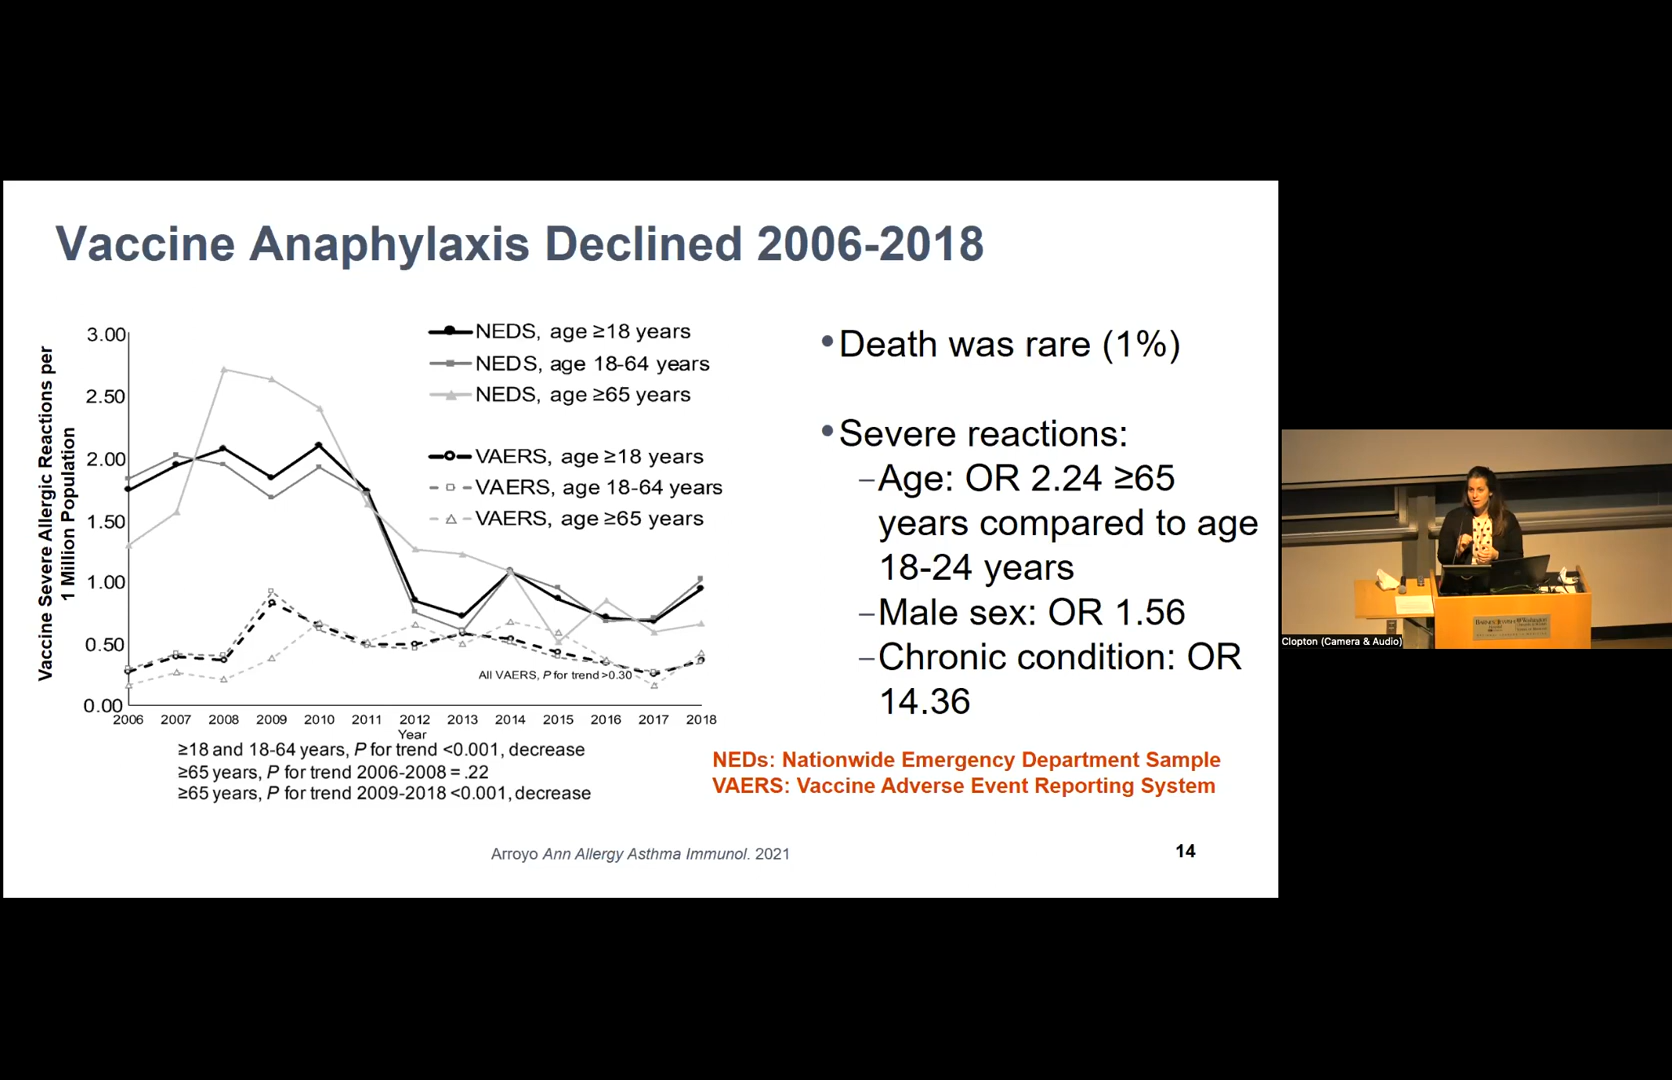 Vaccine Anaphylaxis Declined 2006-2018
Vaccine Severe Allergic Reactions per
1 Million Population
3.00
2.50
2.00
1.50
1.00
0.50
0.00
NEDS, age ≥18 years
NEDS, age 18-64 years
NEDS, age ≥65 years
VAERS, age ≥18 years
VAERS, age 18-64 years
VAERS, age ≥65 years
All VAERS, P for trend >0.30
2006 2007 2008 2009 2010 2011 2012 2013 2014 2015 2016 2017 2018
Year
≥18 and 18-64 years, P for trend <0.001, decrease
≥65 years, P for trend 2006-2008 = .22
≥65 years, P for trend 2009-2018 <0.001, decrease
•Death was rare (1%)
•Severe reactions:
–Age: OR 2.24 ≥65
years compared to age
18-24 years
–Male sex: OR 1.56
–Chronic condition: OR
14.36
NEDs: Nationwide Emergency Department Sample
VAERS: Vaccine Adverse Event Reporting System
Arroyo Ann Allergy Asthma Immunol. 2021
14
Clopton (Camera & Audio)